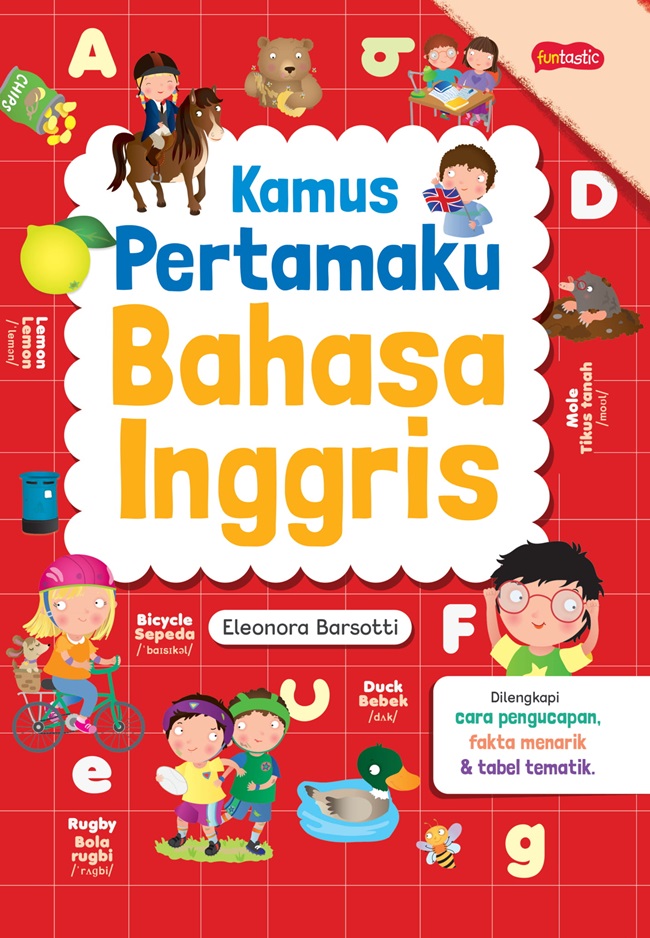 A
B
funtastic
CHIPS
D
Kamus
Pertamaku
Bahasa
Inggris
Lemon
Lemon
/ˈlemən/
Mole
Tikus tanah
/moʊl/
Bicycle
Sepeda
/ˈbaɪsɪkəl/
Eleonora Barsotti
F
C
Duck
Bebek
/dʌk/
Dilengkapi
cara pengucapan,
fakta menarik
& tabel tematik.
e
Rugby
Bola
rugbi
/ˈrʌgbi/
g